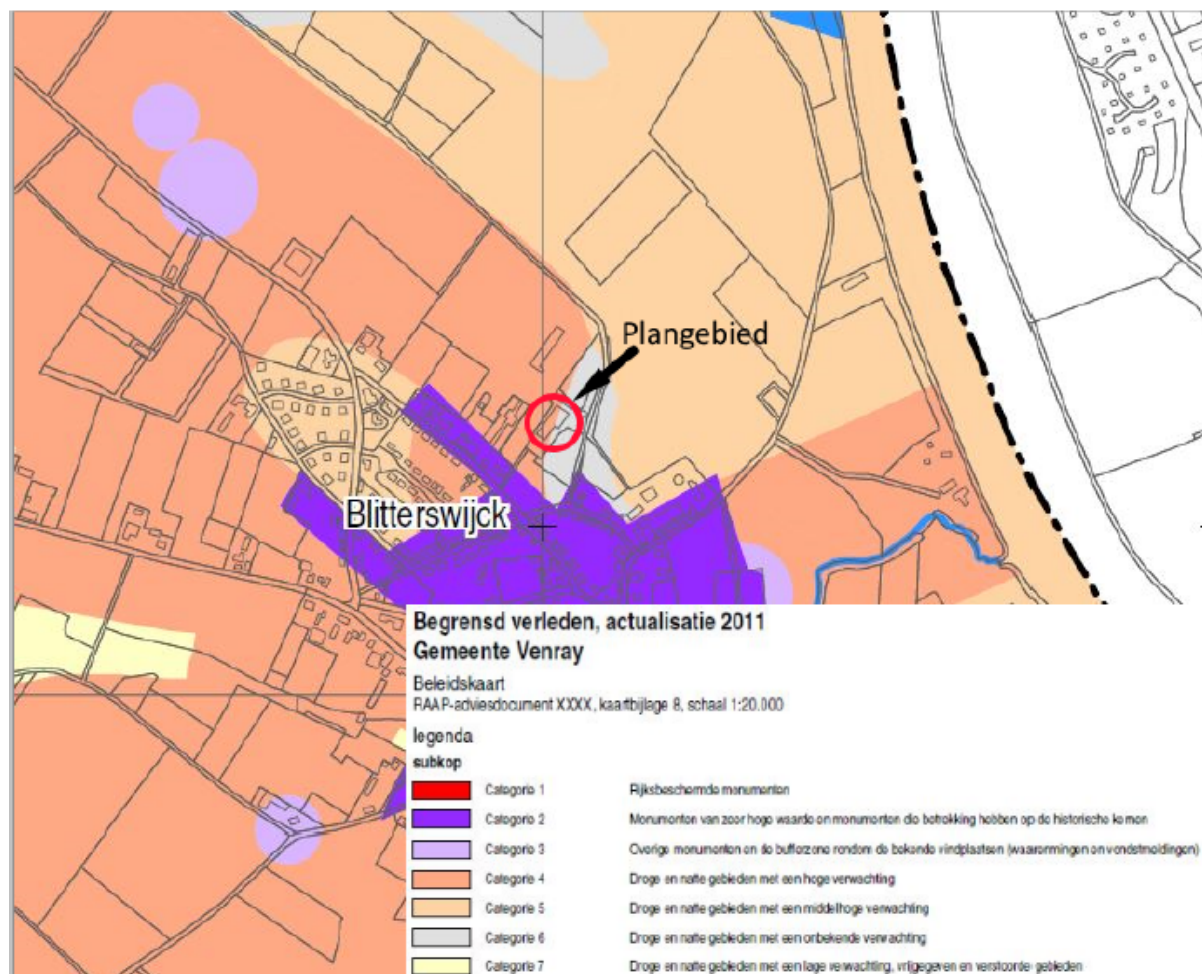 Plangebied
Blitterswijck
Begrensd verleden, actualisatie 2011
Gemeente Venray
Beleidskaart
RAAP-adviesdocument XXXX, kaartbijlage 8, schaal 1:20.000
legenda
subkop
Categorie 1 Rijksbeschermde monumenten
Categorie 2 Monumenten van zeer hoge waarde en monumenten die betrekking hebben op de historische kernen
Categorie 3 Overige monumenten en de bufferzone rondom de bekende vindplaatsen (waarnemingen en vondstmeldingen)
Categorie 4 Droge en natte gebieden met een hoge verwachting
Categorie 5 Droge en natte gebieden met een middelhoge verwachting
Categorie 6 Droge en natte gebieden met een onbekende verwachting
Categorie 7 Droge en natte gebieden met een lage verwachting, vrijgegeven en verstoorde gebieden